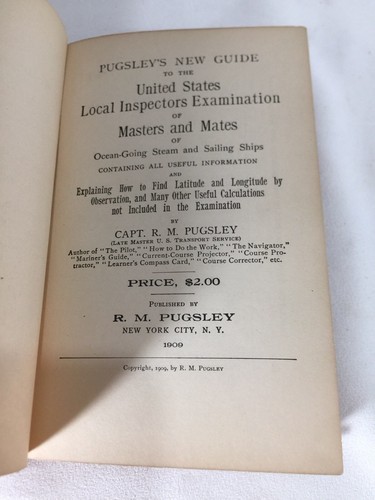 PUGSLEY'S NEW GUIDE
TO THE
United States
Local Inspectors Examination
OF
Masters and Mates
OF
Ocean-Going Steam and Sailing Ships
CONTAINING ALL USEFUL INFORMATION
AND
Explaining How to Find Latitude and Longitude by
Observation, and Many Other Useful Calculations
not Included in the Examination
BY
CAPT. R. M. PUGSLEY
(LATE MASTER U. S. TRANSPORT SERVICE)
Author of "The Pilot," "How to Do the Work," "The Navigator,"
"Mariner's Guide," "Current-Course Projector," "Course Pro-
tractor," "Learner's Compass Card," "Course Corrector," etc.
PRICE, $2.00
PUBLISHED BY
R. M. PUGSLEY
NEW YORK CITY, N. Y.
1909
Copyright, 1909, by R. M. PUGSLEY